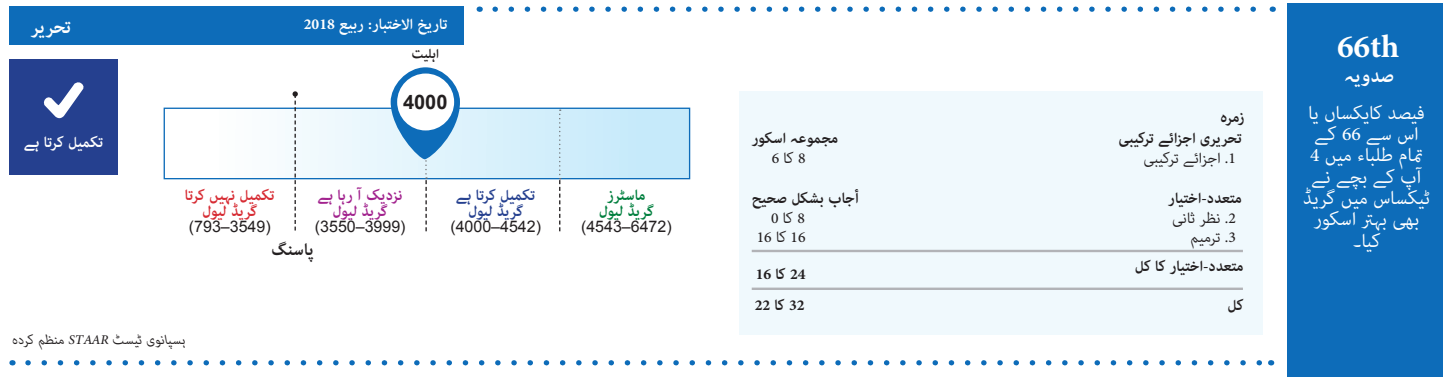 تحریر
تاریخ الاختبار: ربیع 2018
تکمیل کرتا ہے
اہلیت
4000
تکمیل نہیں کرتا
گریڈ لیول
(793–3549)
نزدیک آ رہا ہے
گریڈ لیول
(3550–3999)
تکمیل کرتا ہے
گریڈ لیول
(4000–4542)
ماسٹرز
گریڈ لیول
(4543–6472)
پاسنگ
زمرہ
تحریری اجزائے ترکیبی مجموعہ اسکور
1. اجزائے ترکیبی 8 کا 6
متعدد-اختیار أجاب بشکل صحیح
2. نظر ثانی 8 کا 0
3. ترمیم 16 کا 16
متعدد-اختیار کا کل 24 کا 16
کل 32 کا 22
ہسپانوی ٹیسٹ STAAR منظم کردہ
66th
صدویہ
فیصد کایکساں یا
اس سے 66 کے
تمام طلباء میں 4
آپ کے بچے نے
ٹیکساس میں گریڈ
بھی بہتر اسکور
کیا۔